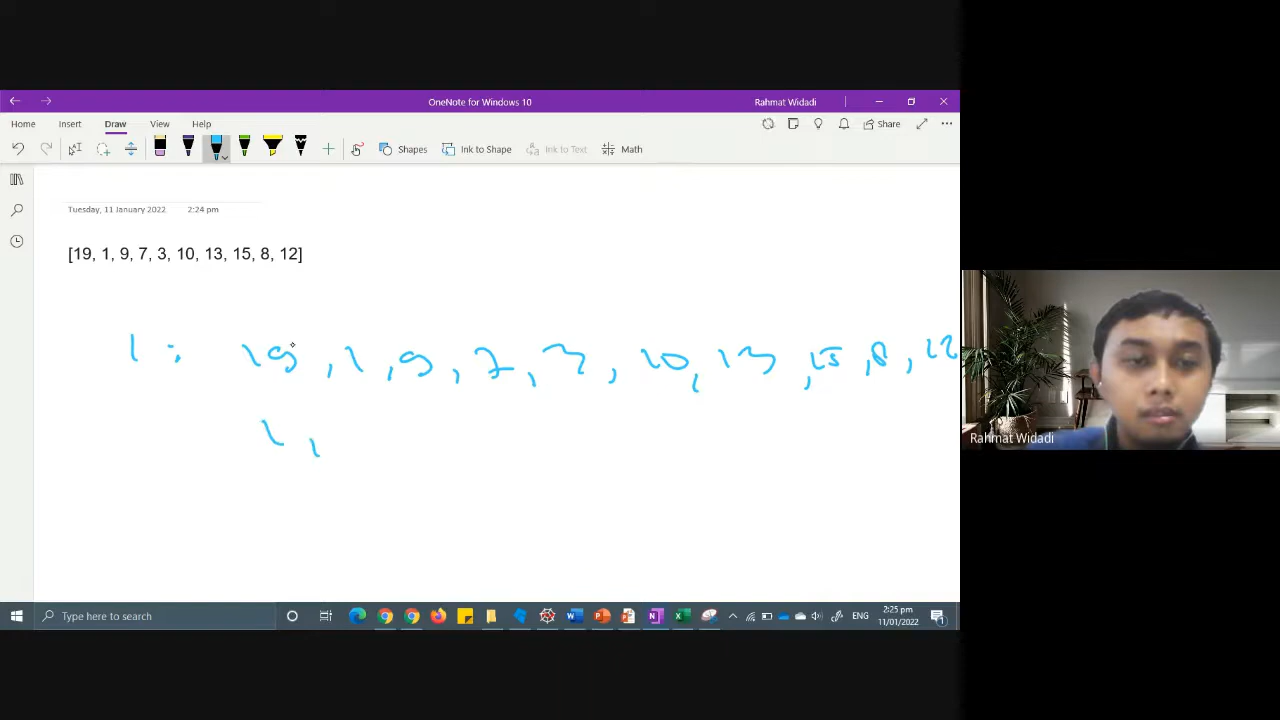 OneNote for Windows 10
Rahmat Widadi
Home Insert Draw View Help
Share
Shapes
Ink to Shape
Ink to Text
Math
Tuesday, 11 January 2022 2:24 pm
[19, 1, 9, 7, 3, 10, 13, 15, 8, 12]
1 : 19, 1, 9, 7, 3, 10, 13, 15, 8, 12
1,
Rahmat Widadi
Type here to search
ENG
2:25 pm
11/01/2022
1